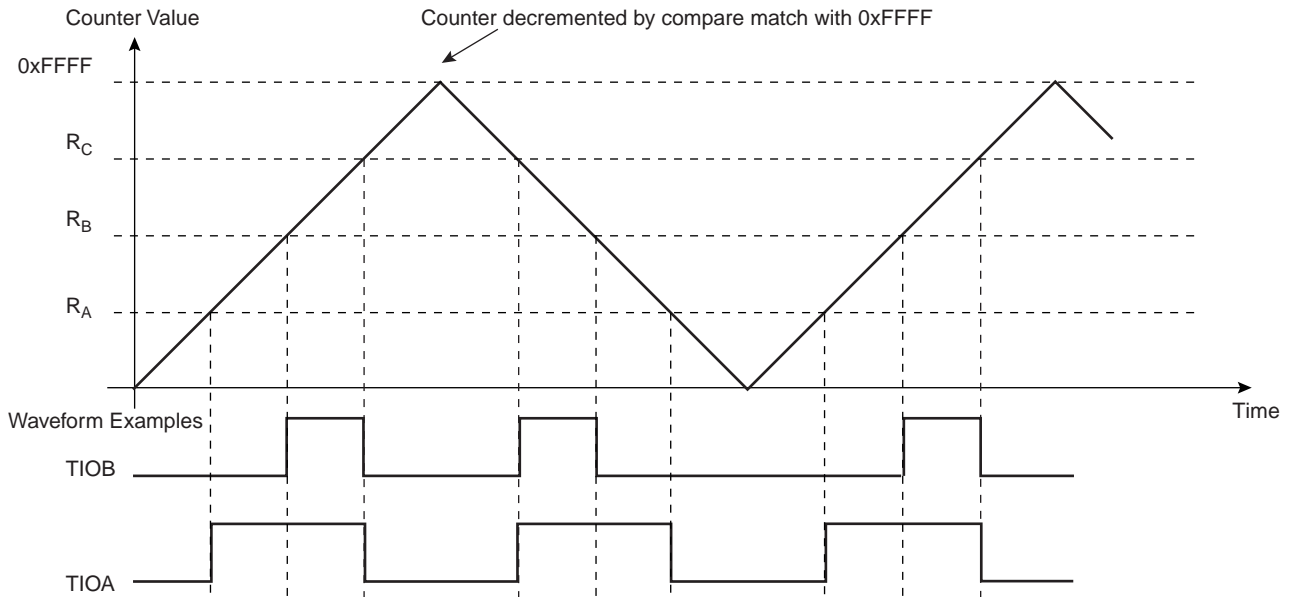 Counter Value
Counter decremented by compare match with 0xFFFF
0xFFFF
RC
RB
RA
Time
Waveform Examples
TIOB
TIOA